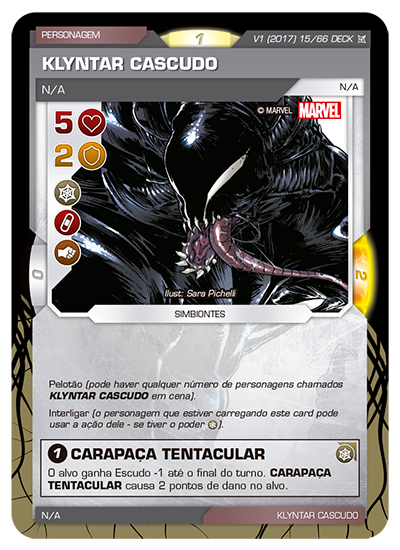 PERSONAGEM
1
V1 (2017) 15/66 DECK
KLYNTAR CASCUDO
N/A
N/A
© MARVEL MARVEL
5
2
0
2
Ilust: Sara Pichelli
SIMBIONTES
Pelotão (pode haver qualquer número de personagens chamados
KLYNTAR CASCUDO em cena).
Interligar (o personagem que estiver carregando este card pode
usar a ação dele - se tiver o poder ).
1 CARAPAÇA TENTACULAR
O alvo ganha Escudo -1 até o final do turno. CARAPAÇA
TENTACULAR causa 2 pontos de dano no alvo.
N/A
KLYNTAR CASCUDO